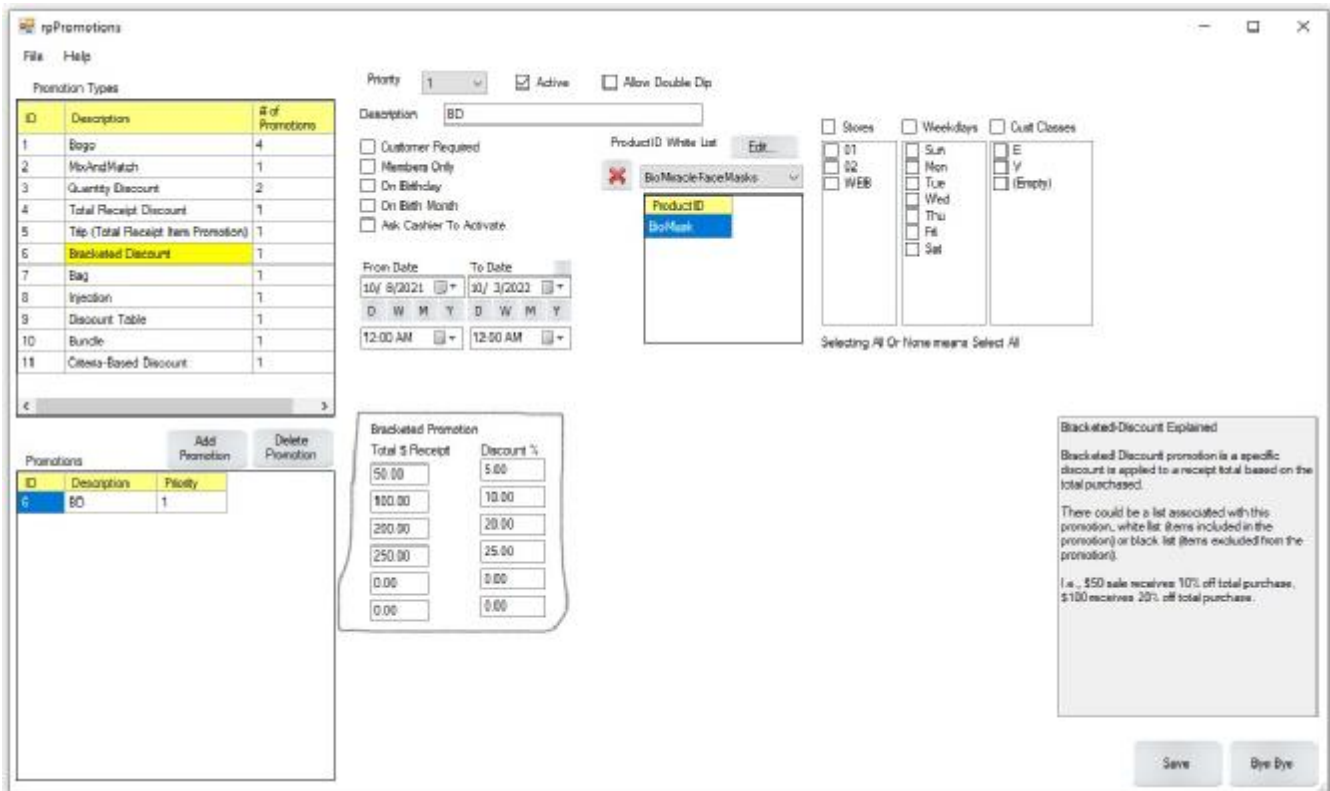 rpPromotions
File Help
Promotion Types
ID Description # of Promotions
1 Bogo 4
2 MixAndMatch 1
3 Quantity Discount 2
4 Total Receipt Discount 1
5 Trip (Total Receipt Item Promotion) 1
6 Bracketed Discount 1
7 Bag 1
8 Injection 1
9 Discount Table 1
10 Bundle 1
11 Criteria-Based Discount 1
Add Promotion Delete Promotion
Promotions
ID Description Priority
6 BD 1
Priority 1 Active Allow Double Dip
Description BD
Customer Required
Members Only
On Birthday
On Birth Month
Ask Cashier To Activate
From Date To Date
10/ 8/2021 10/ 3/2022
D W M Y D W M Y
12:00 AM 12:00 AM
ProductID White List Edit...
BioMiracleFaceMasks
ProductID
BioMask
Stores Weekdays Cust Classes
01 Sun E
02 Mon V
WEB Tue (Empty)
Wed
Thu
Fri
Sat
Selecting All Or None means Select All
Bracketed Promotion
Total $ Receipt Discount %
50.00 5.00
100.00 10.00
200.00 20.00
250.00 25.00
0.00 0.00
0.00 0.00
Bracketed-Discount Explained
Bracketed Discount promotion is a specific
discount is applied to a receipt total based on the
total purchased.
There could be a list associated with this
promotion, white list (items included in the
promotion) or black list (items excluded from the
promotion).
I.e., $50 sale receives 10% off total purchase,
$100 receives 20% off total purchase.
Save Bye Bye